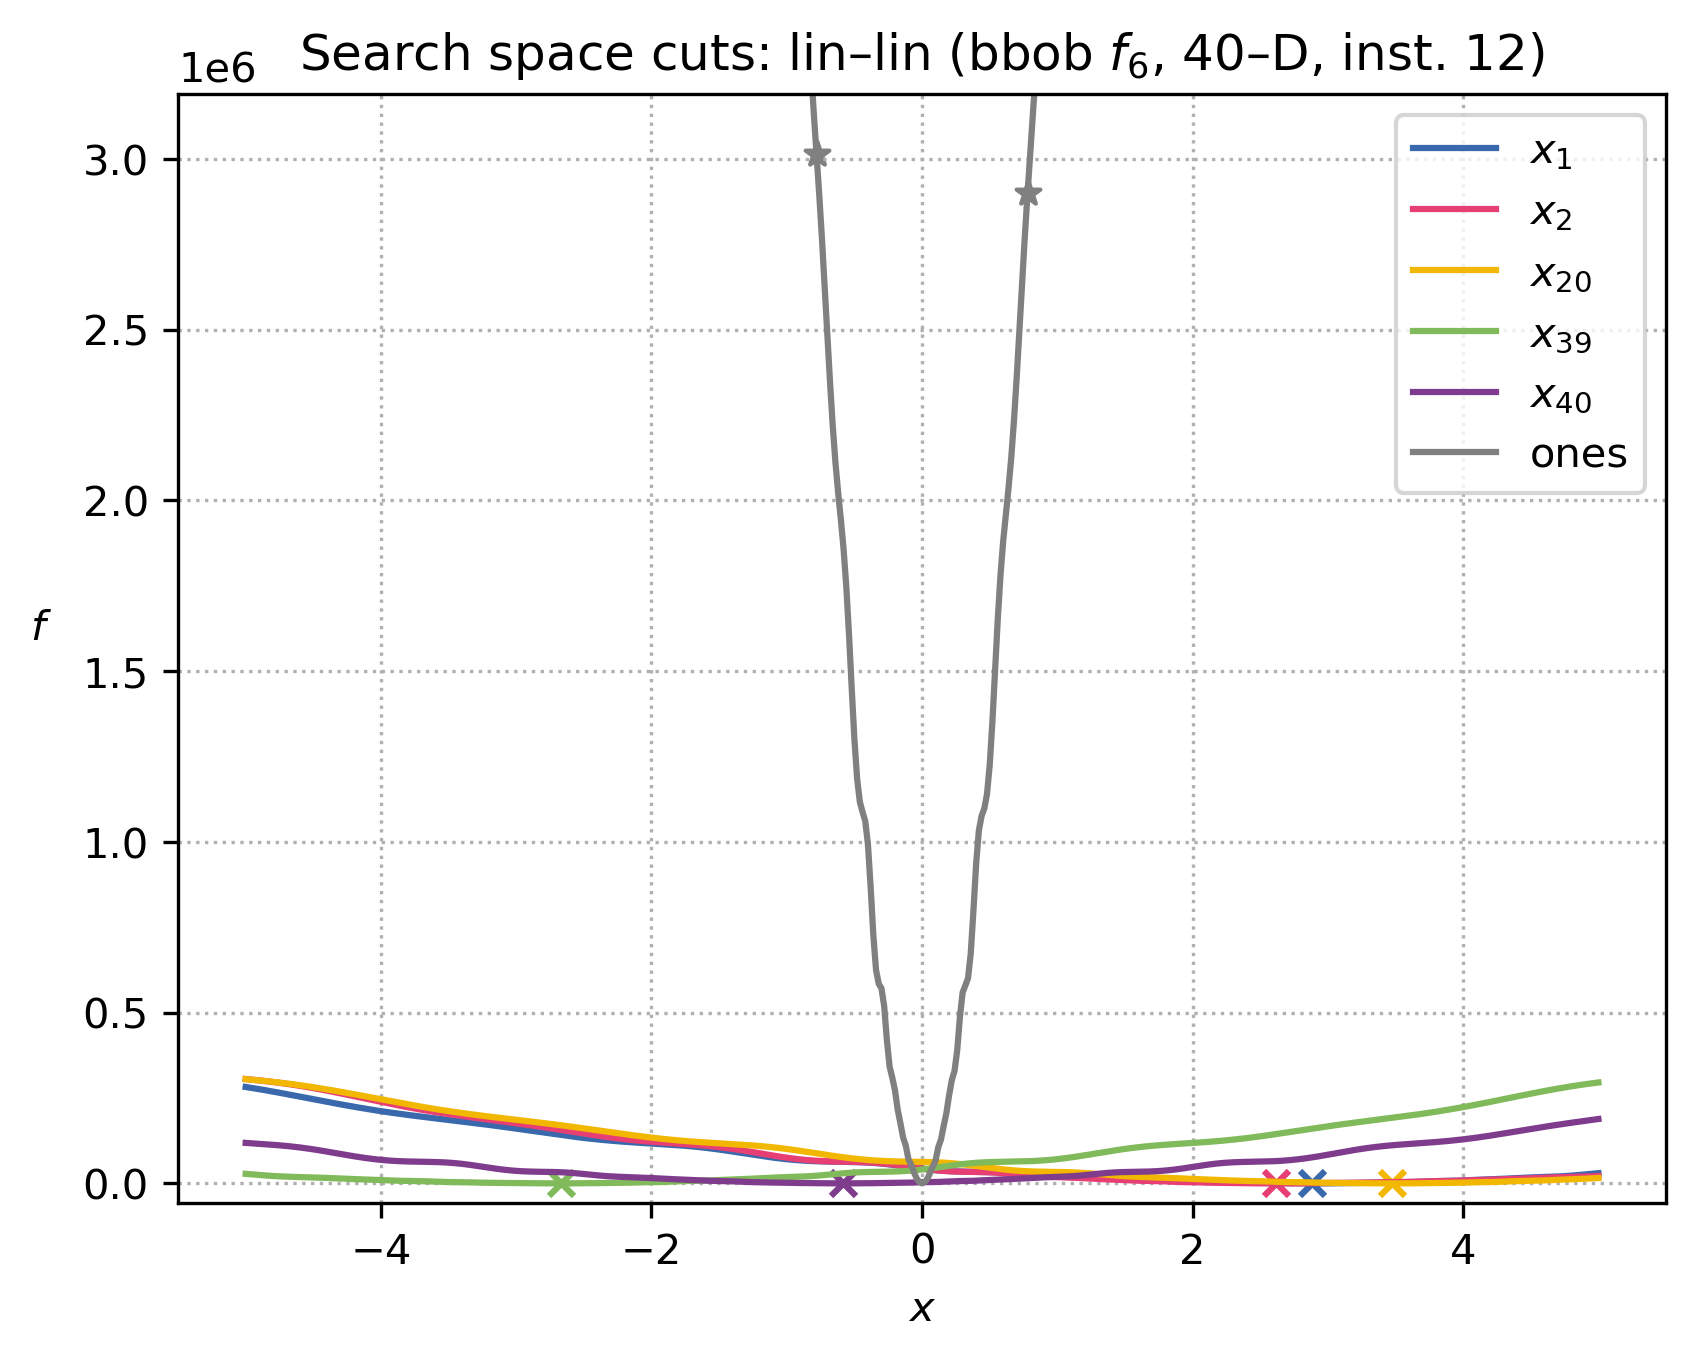 Search space cuts: lin–lin (bbob f6, 40–D, inst. 12)
1e6
3.0
2.5
2.0
1.5
1.0
0.5
0.0
f
−4
−2
0
2
4
x
x1
x2
x20
x39
x40
ones